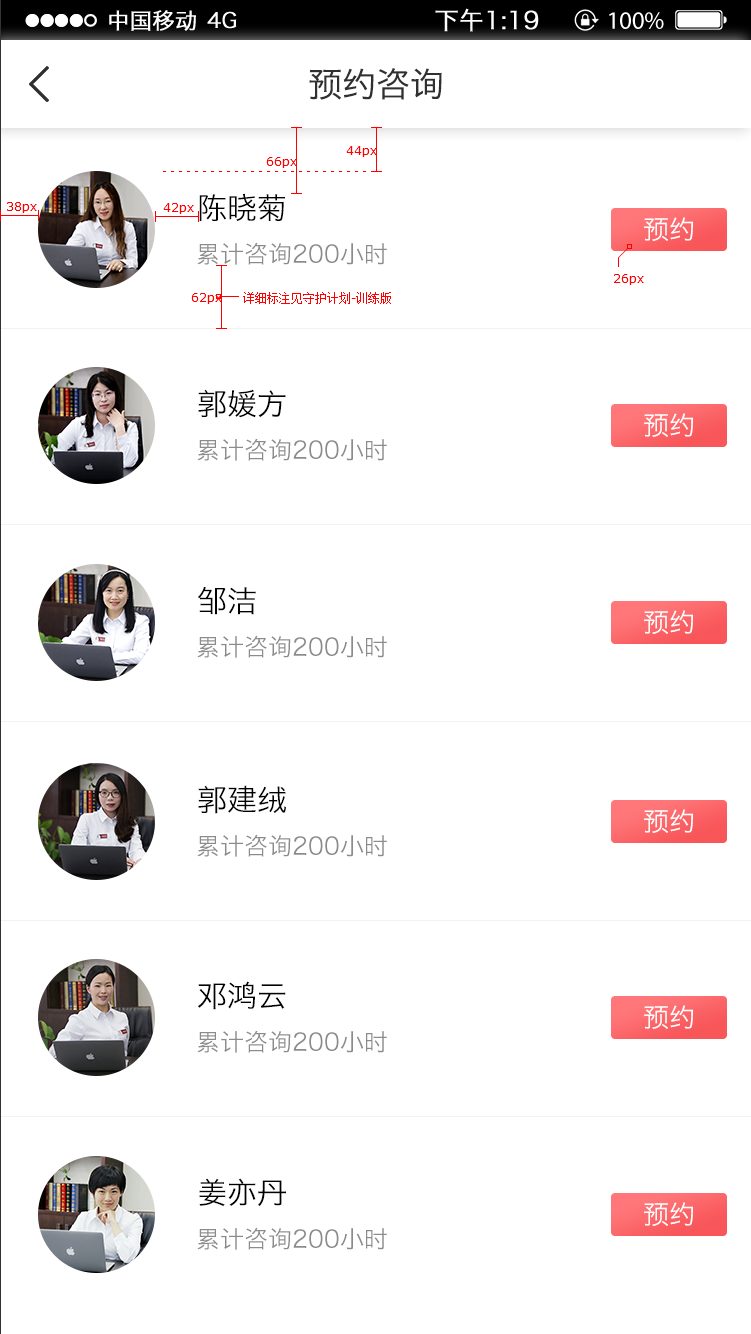 中国移动 4G 下午1:19 100%
预约咨询
44px
66px
38px
42px
陈晓菊
预约
累计咨询200小时
26px
62px
详细标注见守护计划-训练版
郭媛方
预约
累计咨询200小时
邹洁
预约
累计咨询200小时
郭建绒
预约
累计咨询200小时
邓鸿云
预约
累计咨询200小时
姜亦丹
预约
累计咨询200小时